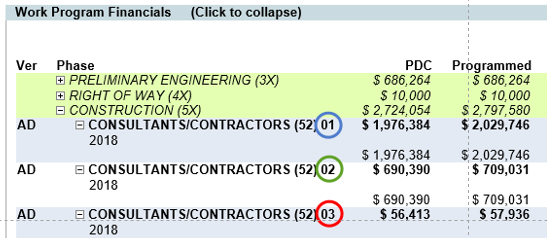 Work Program Financials (Click to collapse)
Ver Phase PDC Programmed
PRELIMINARY ENGINEERING (3X) $ 686,264 $ 686,264
RIGHT OF WAY (4X) $ 10,000 $ 10,000
CONSTRUCTION (5X) $ 2,724,054 $ 2,797,580
AD CONSULTANTS/CONTRACTORS (52) 01 $ 1,976,384 $ 2,029,746
2018
$ 1,976,384 $ 2,029,746
AD CONSULTANTS/CONTRACTORS (52) 02 $ 690,390 $ 709,031
2018
$ 690,390 $ 709,031
AD CONSULTANTS/CONTRACTORS (52) 03 $ 56,413 $ 57,936
2018